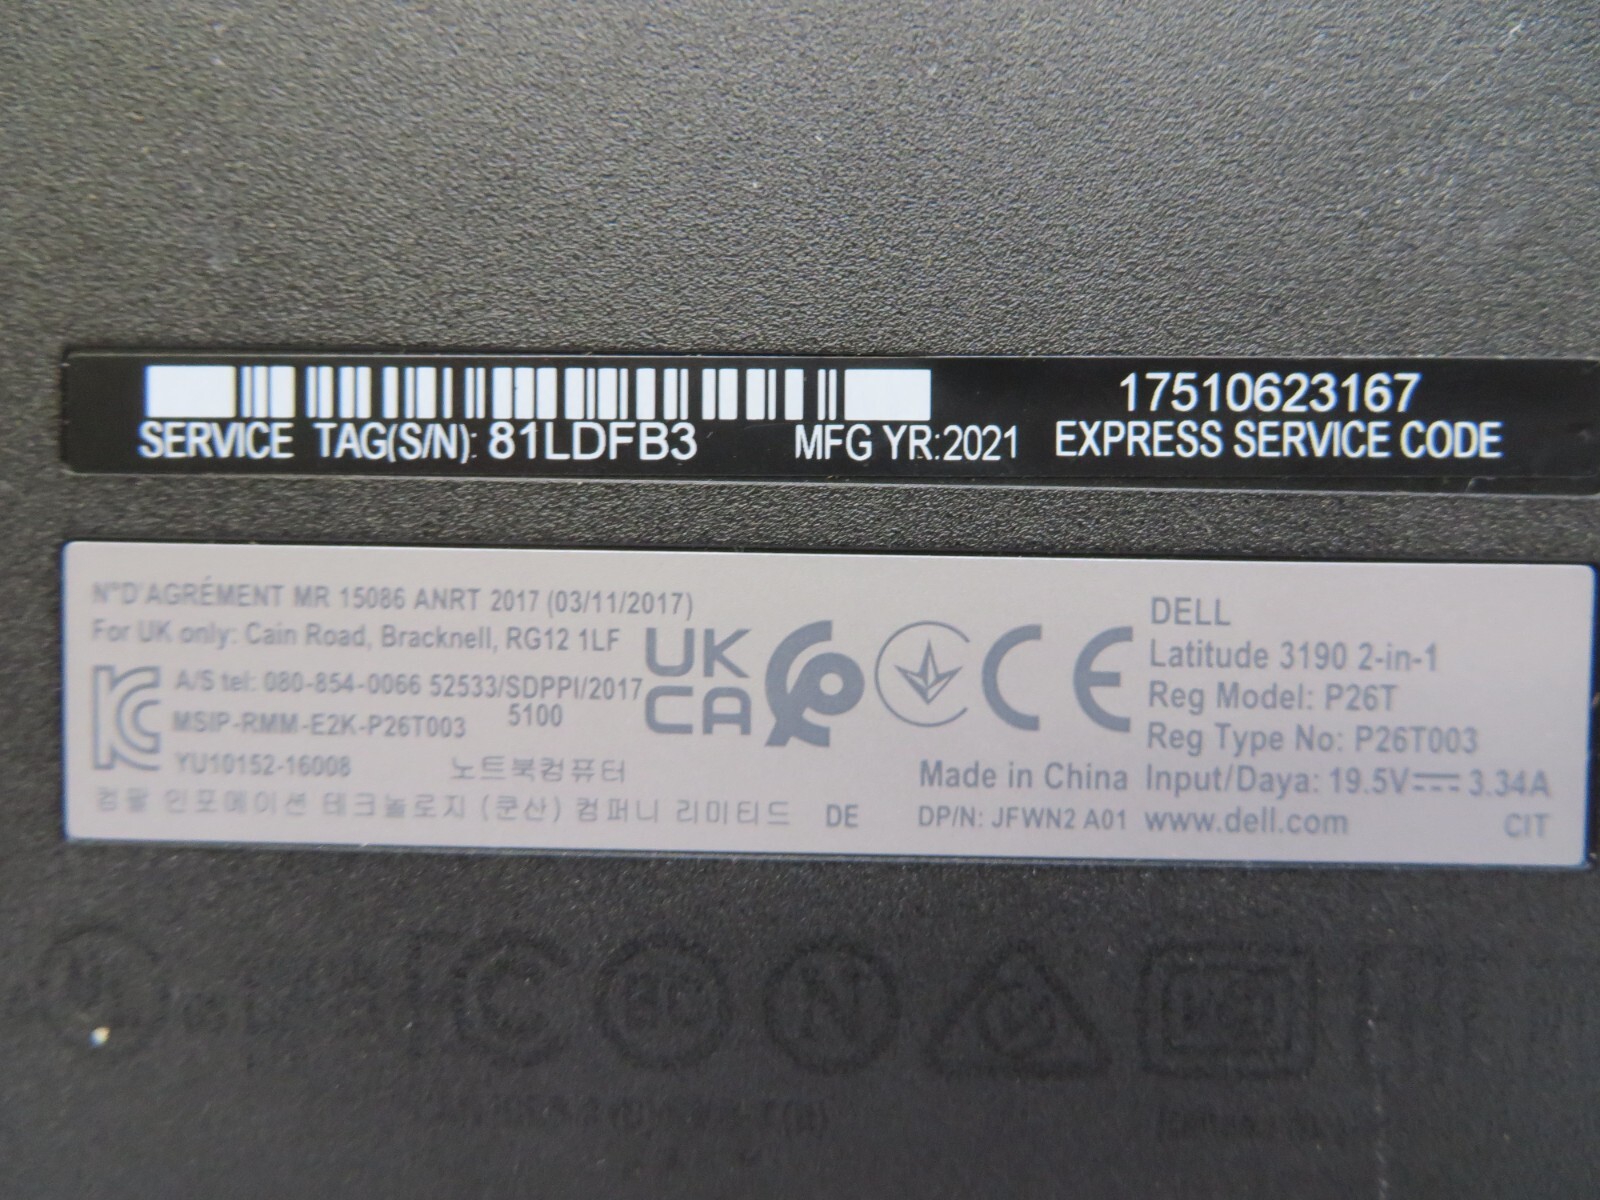 17510623167
SERVICE TAG(S/N): 81LDFB3 MFG YR:2021 EXPRESS SERVICE CODE
N°D'AGRÉMENT MR 15086 ANRT 2017 (03/11/2017)
For UK only: Cain Road, Bracknell, RG12 1LF
A/S tel: 080-854-0066 52533/SDPPI/2017
5100
MSIP-RMM-E2K-P26T003
YU10152-16008 노트북컴퓨터
컴팔 인포메이션 테크놀로지 (쿤산) 컴퍼니 리미티드 DE
UK
CA
CE
DELL
Latitude 3190 2-in-1
Reg Model: P26T
Reg Type No: P26T003
Made in China Input/Daya: 19.5V⎓3.34A
DP/N: JFWN2 A01 www.dell.com CIT